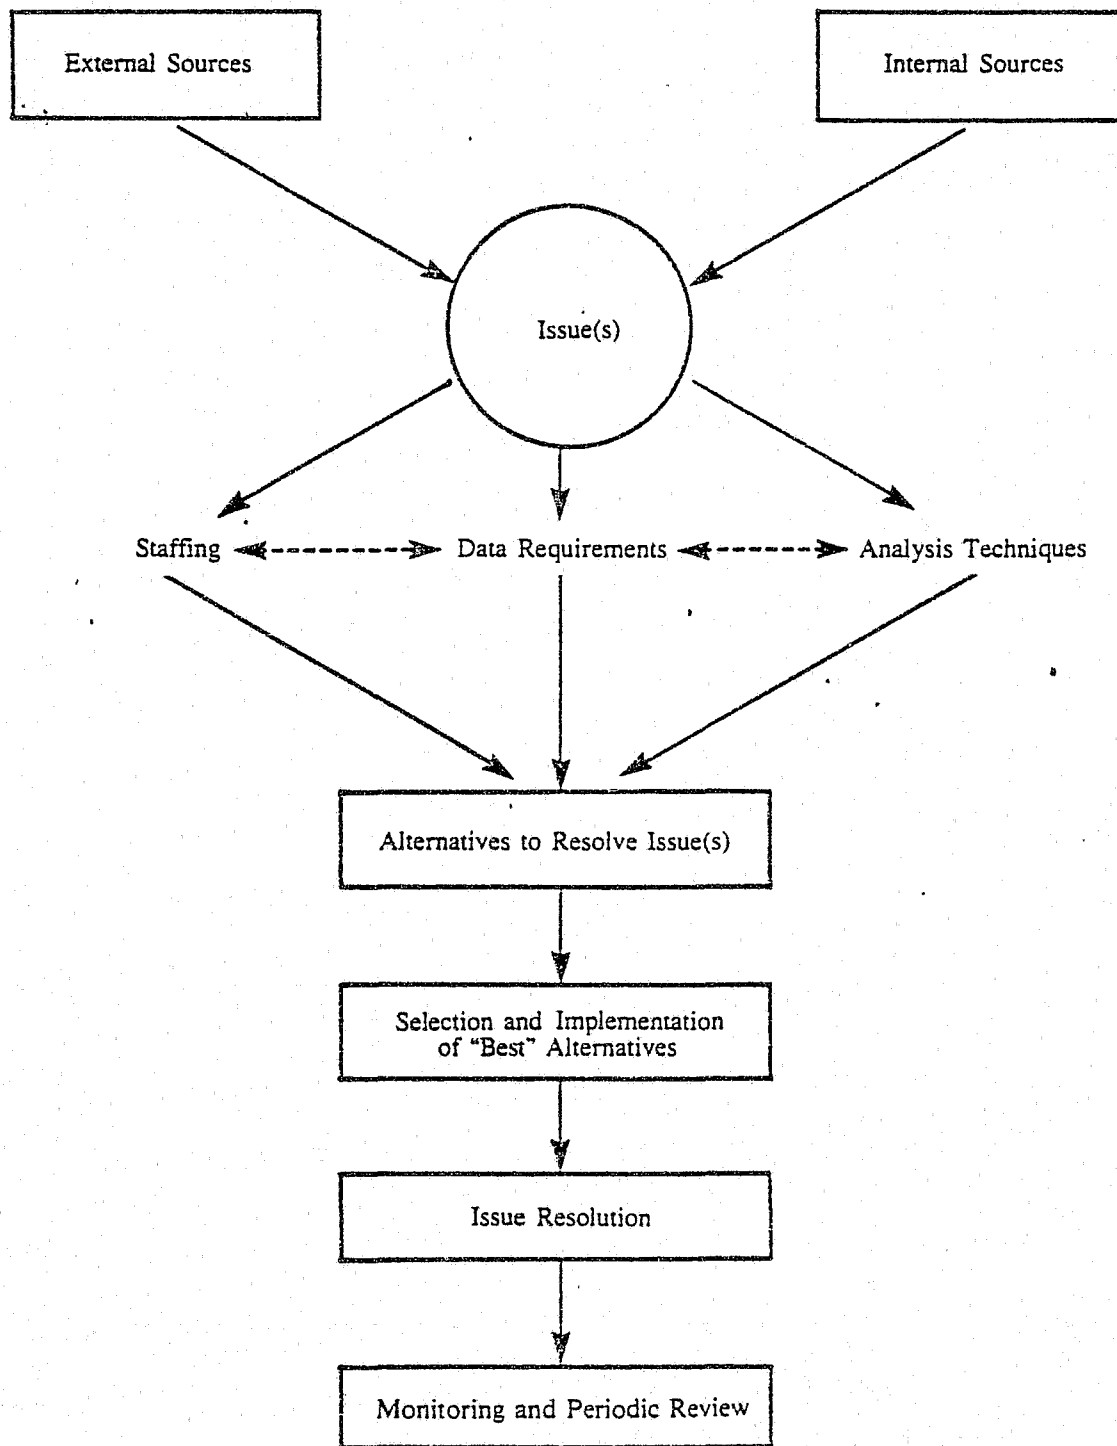 External Sources
Internal Sources
Issue(s)
Staffing
Data Requirements
Analysis Techniques
Alternatives to Resolve Issue(s)
Selection and Implementation
of "Best" Alternatives
Issue Resolution
Monitoring and Periodic Review